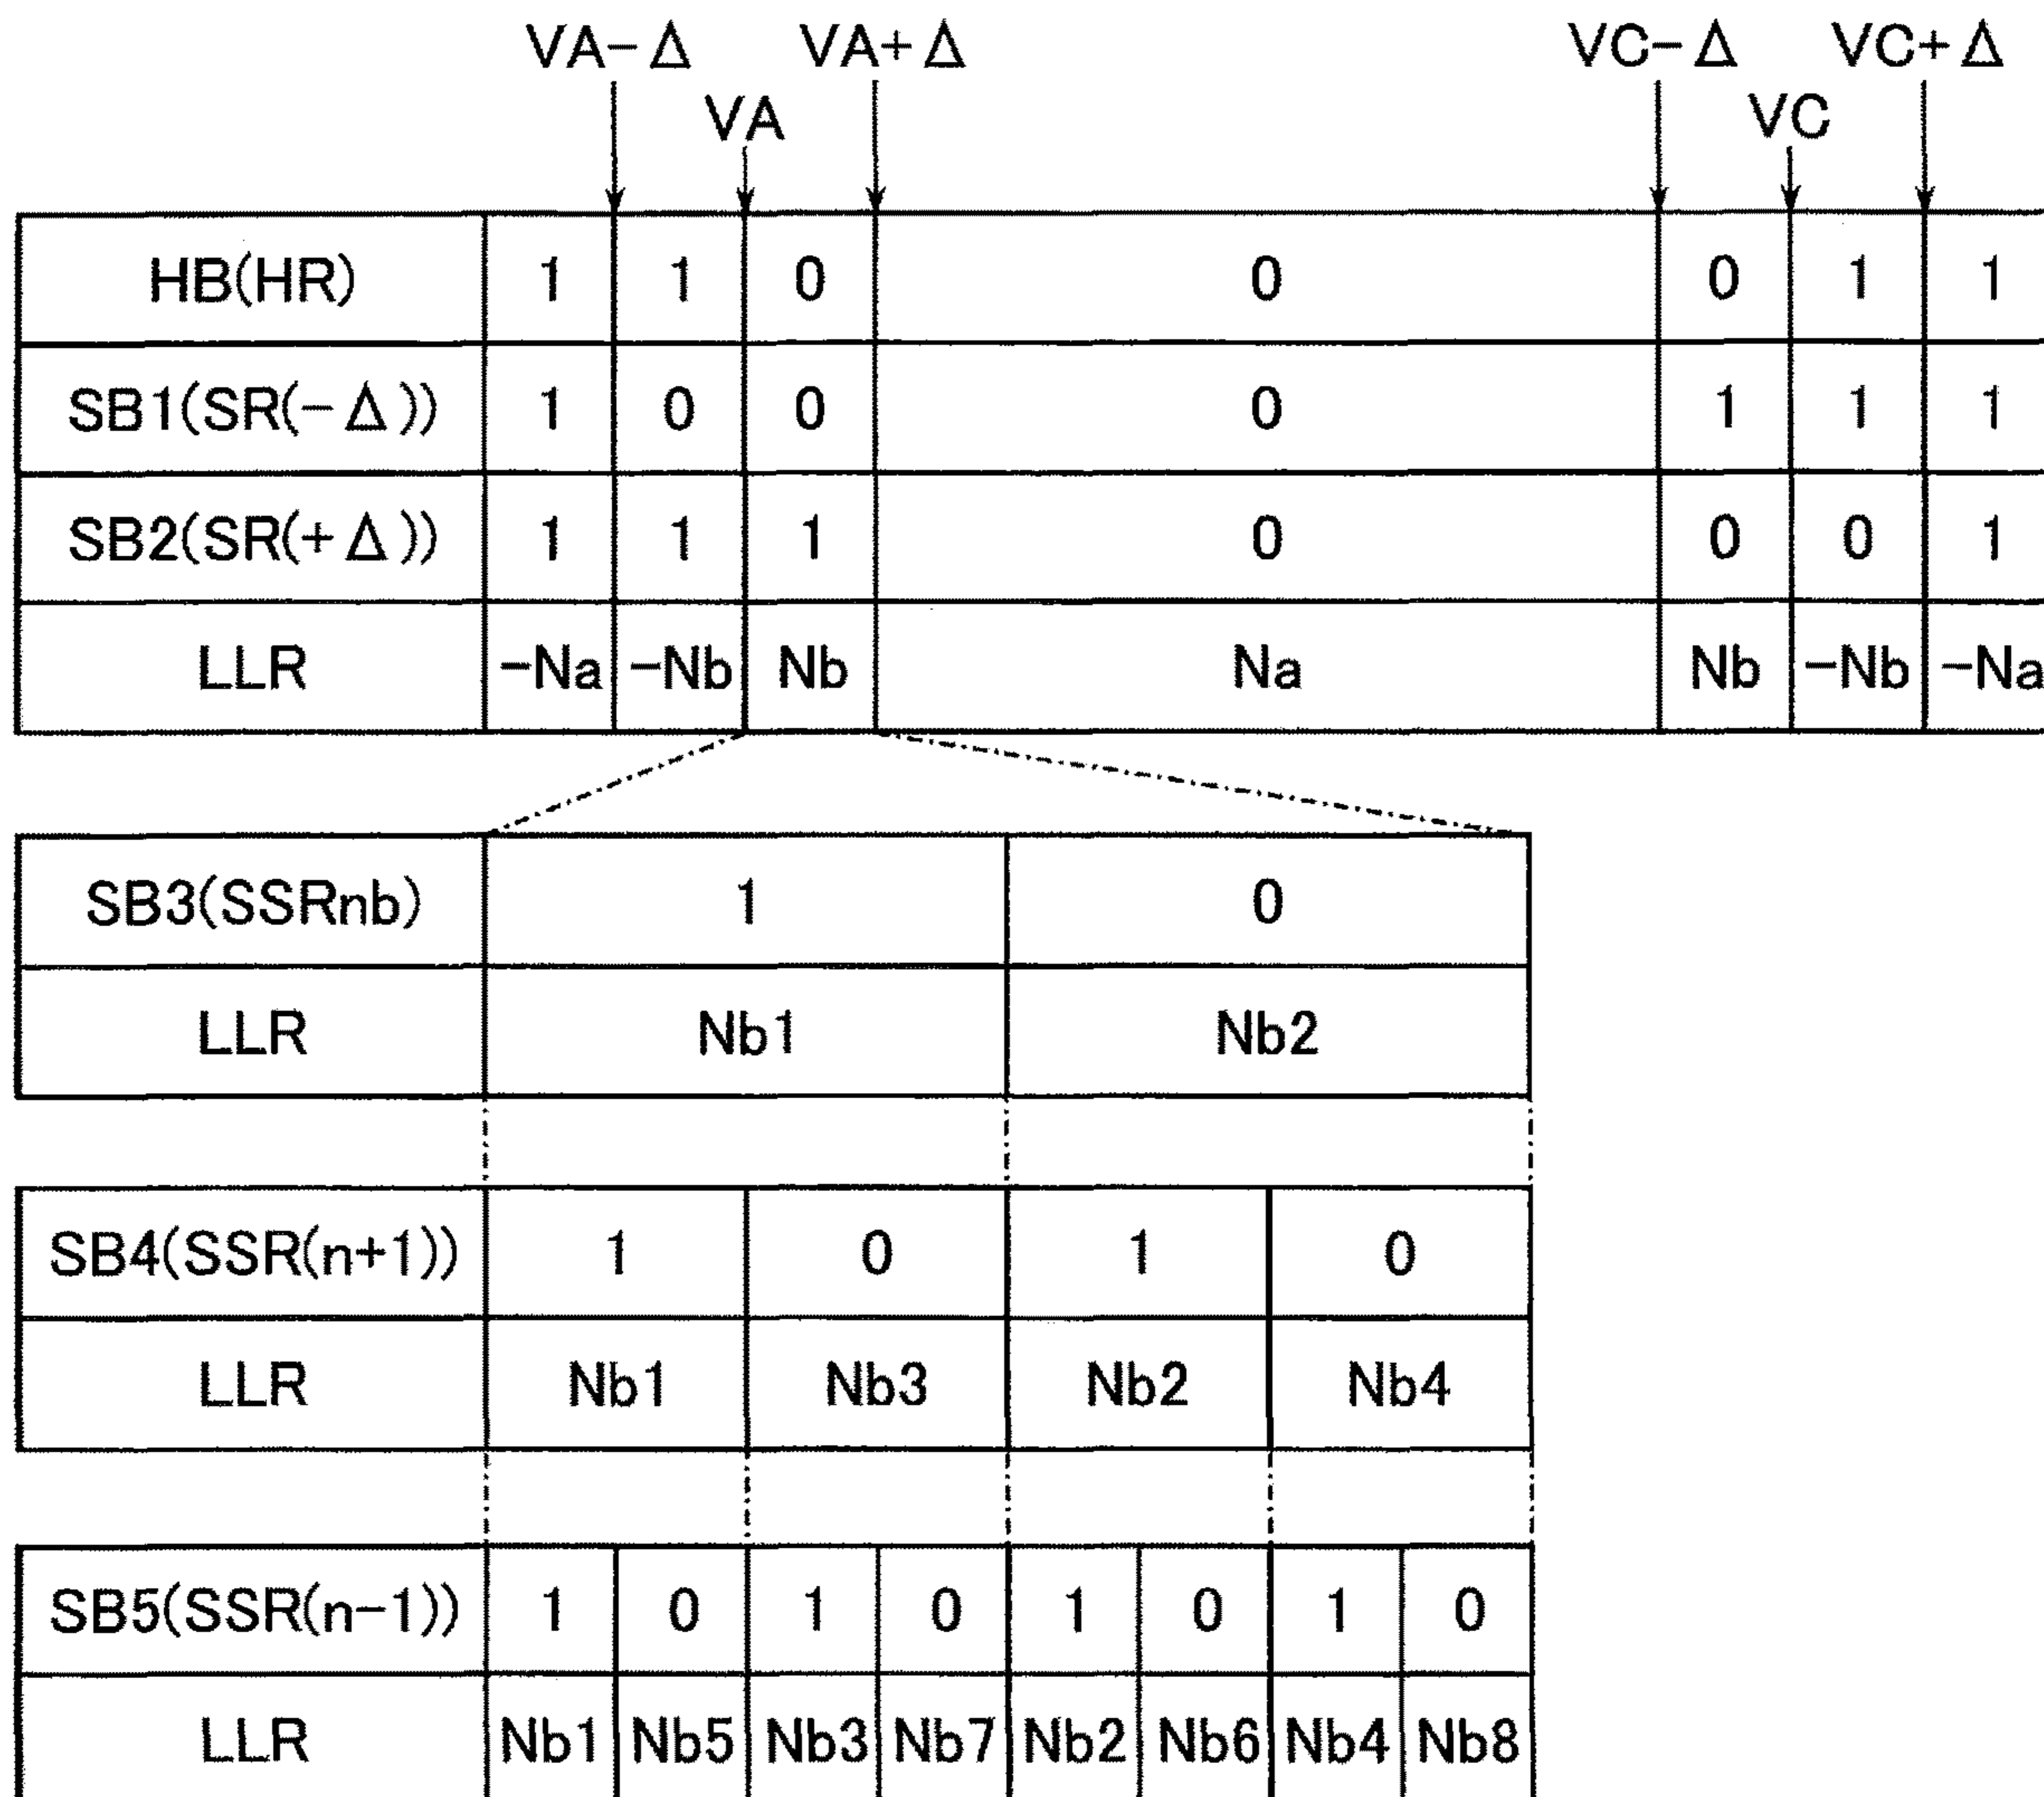 VA-Δ VA+Δ VC-Δ VC+Δ
VA VC
HB(HR) 1 1 0 0 0 1 1
SB1(SR(-Δ)) 1 0 0 0 1 1 1
SB2(SR(+Δ)) 1 1 1 0 0 0 1
LLR -Na -Nb Nb Na Nb -Nb -Na
SB3(SSRnb) 1 0
LLR Nb1 Nb2
SB4(SSR(n+1)) 1 0 1 0
LLR Nb1 Nb3 Nb2 Nb4
SB5(SSR(n-1)) 1 0 1 0 1 0 1 0
LLR Nb1 Nb5 Nb3 Nb7 Nb2 Nb6 Nb4 Nb8